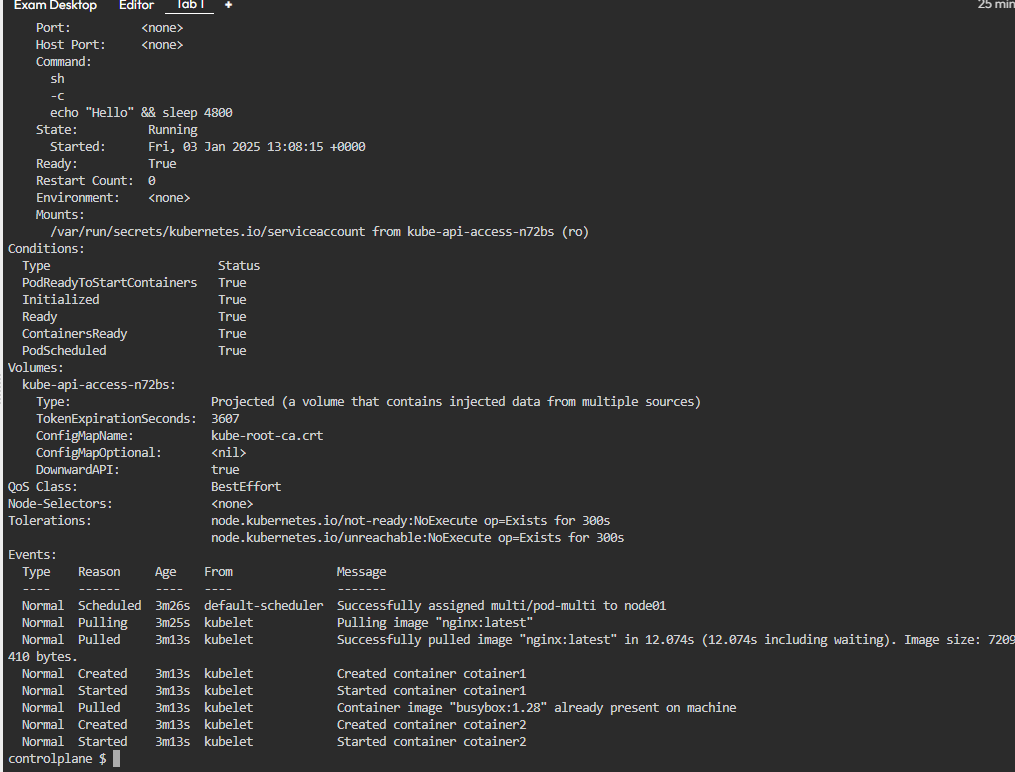 Exam Desktop Editor Tab 1 + 25 min
Port: <none>
Host Port: <none>
Command:
sh
-c
echo "Hello" && sleep 4800
State: Running
Started: Fri, 03 Jan 2025 13:08:15 +0000
Ready: True
Restart Count: 0
Environment: <none>
Mounts:
/var/run/secrets/kubernetes.io/serviceaccount from kube-api-access-n72bs (ro)
Conditions:
Type Status
PodReadyToStartContainers True
Initialized True
Ready True
ContainersReady True
PodScheduled True
Volumes:
kube-api-access-n72bs:
Type: Projected (a volume that contains injected data from multiple sources)
TokenExpirationSeconds: 3607
ConfigMapName: kube-root-ca.crt
ConfigMapOptional: <nil>
DownwardAPI: true
QoS Class: BestEffort
Node-Selectors: <none>
Tolerations: node.kubernetes.io/not-ready:NoExecute op=Exists for 300s
node.kubernetes.io/unreachable:NoExecute op=Exists for 300s
Events:
Type Reason Age From Message
---- ------ ---- ---- -------
Normal Scheduled 3m26s default-scheduler Successfully assigned multi/pod-multi to node01
Normal Pulling 3m25s kubelet Pulling image "nginx:latest"
Normal Pulled 3m13s kubelet Successfully pulled image "nginx:latest" in 12.074s (12.074s including waiting). Image size: 7209
410 bytes.
Normal Created 3m13s kubelet Created container cotainer1
Normal Started 3m13s kubelet Started container cotainer1
Normal Pulled 3m13s kubelet Container image "busybox:1.28" already present on machine
Normal Created 3m13s kubelet Created container cotainer2
Normal Started 3m13s kubelet Started container cotainer2
controlplane $